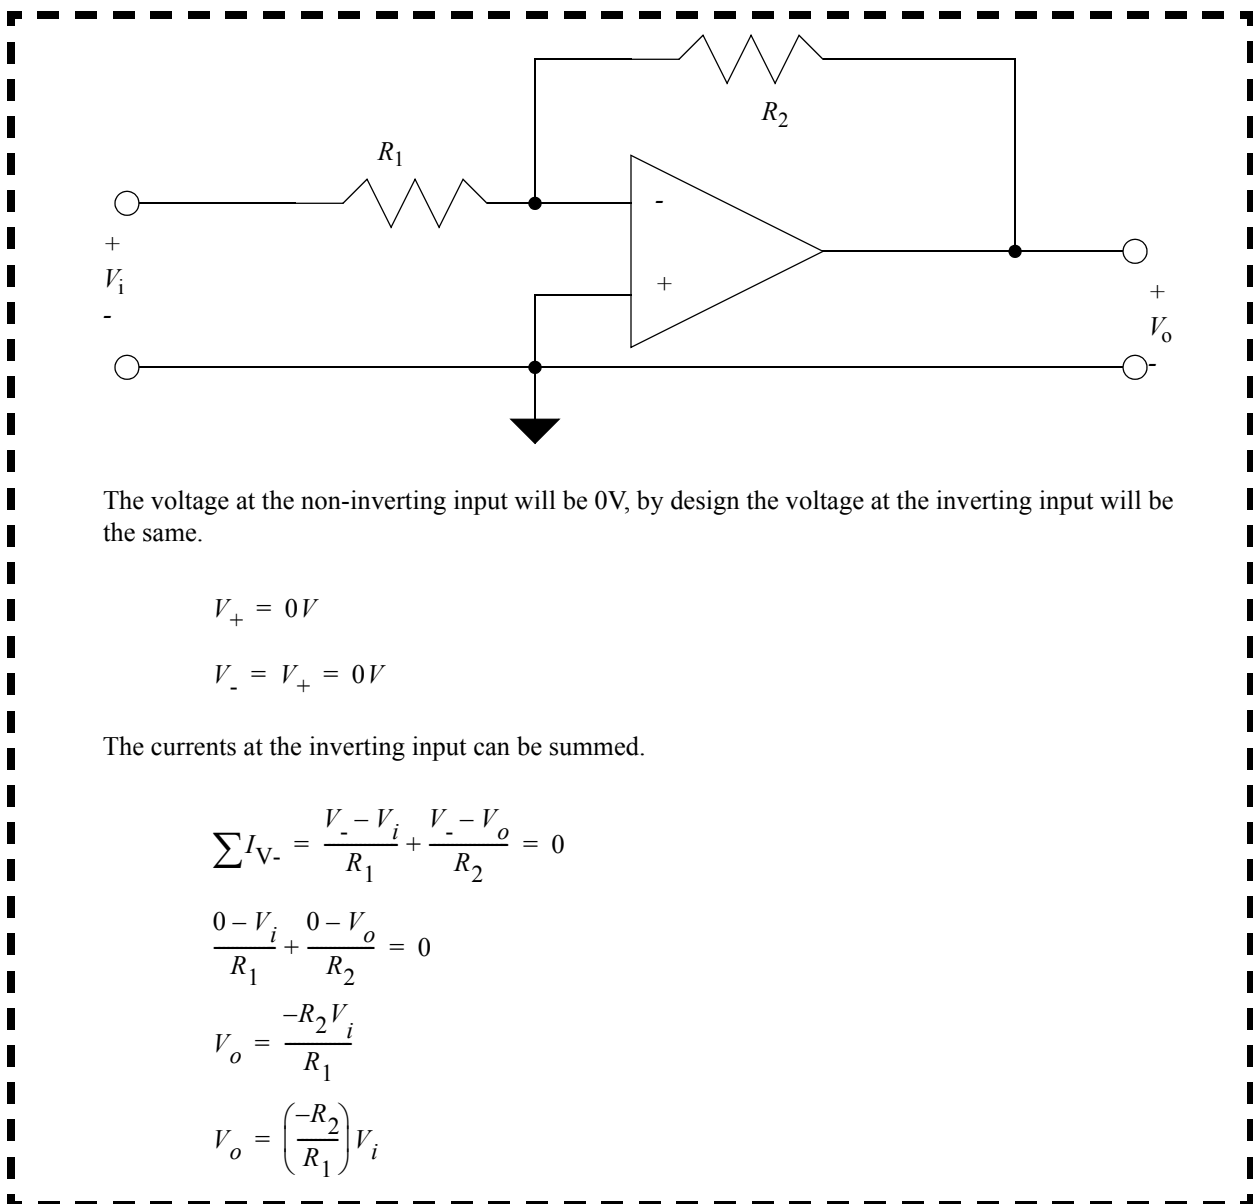 R2
R1
-
+
+
Vi
-
+
Vo
-
The voltage at the non-inverting input will be 0V, by design the voltage at the inverting input will be
the same.
V+ = 0V
V- = V+ = 0V
The currents at the inverting input can be summed.
∑IV- = (V- – Vi)/R1 + (V- – Vo)/R2 = 0
(0 – Vi)/R1 + (0 – Vo)/R2 = 0
Vo = –R2Vi/R1
Vo = (–R2/R1)Vi